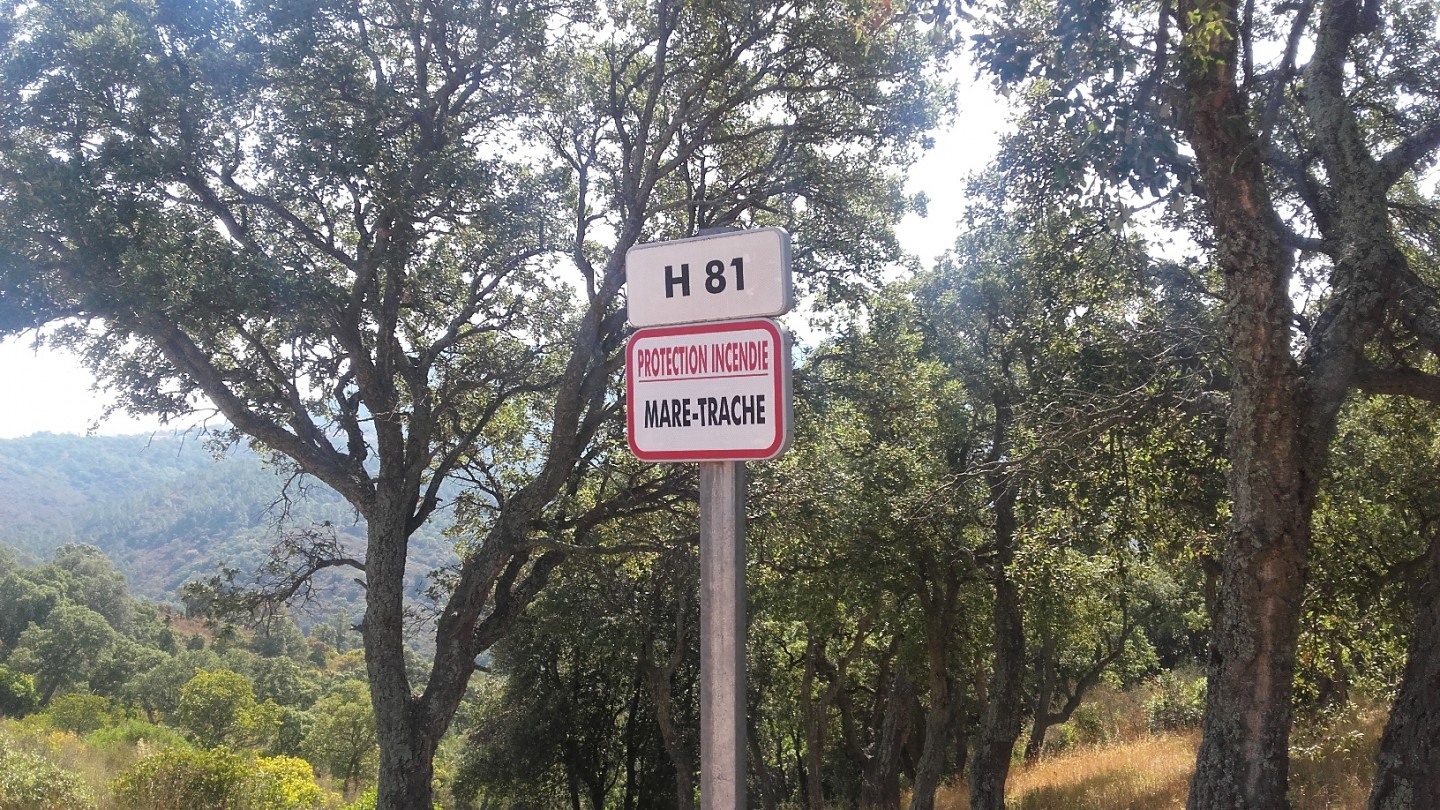 H 81
PROTECTION INCENDIE
MARE-TRACHE